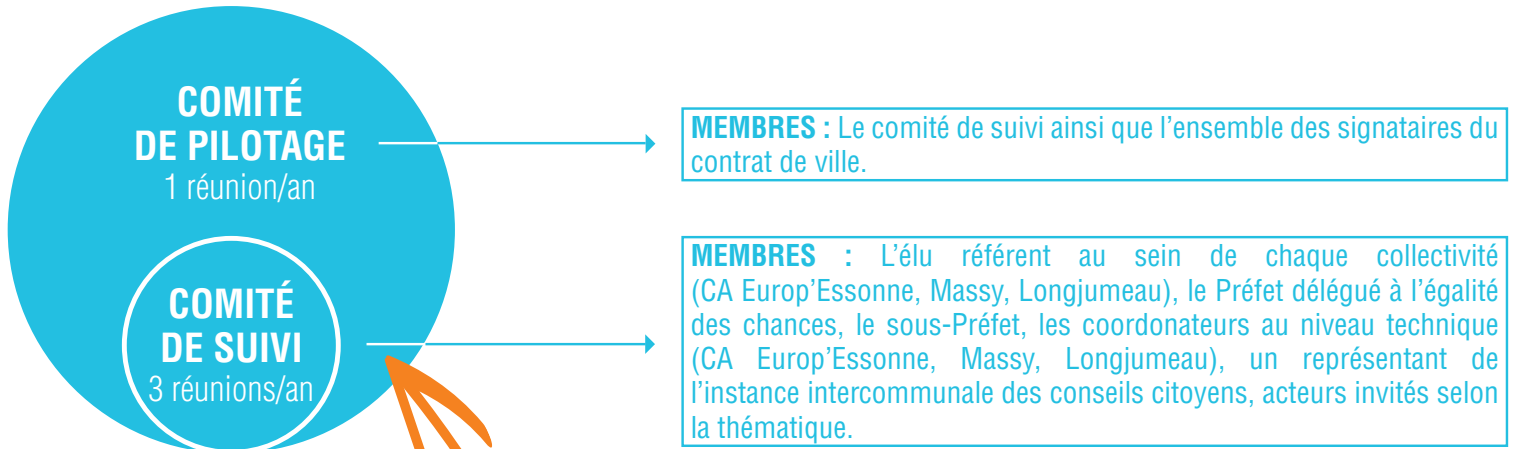 COMITÉ
DE PILOTAGE
1 réunion/an
MEMBRES : Le comité de suivi ainsi que l’ensemble des signataires du
contrat de ville.
COMITÉ
DE SUIVI
3 réunions/an
MEMBRES : L’élu référent au sein de chaque collectivité
(CA Europ’Essonne, Massy, Longjumeau), le Préfet délégué à l’égalité
des chances, le sous-Préfet, les coordonateurs au niveau technique
(CA Europ’Essonne, Massy, Longjumeau), un représentant de
l’instance intercommunale des conseils citoyens, acteurs invités selon
la thématique.